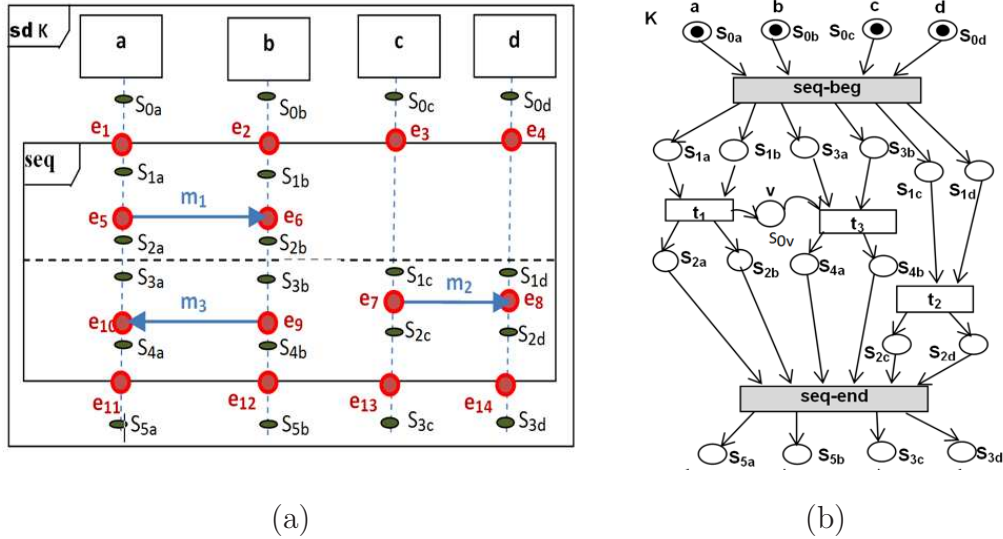 sd K
a b c d
S0a S0b S0c S0d
e1 e2 e3 e4
seq
S1a S1b
m1
e5 e6
S2a S2b
S3a S3b S1c S1d
m2
e7 e8
m3
e10 e9
S2c S2d
S4a S4b
e11 e12 e13 e14
S5a S5b S3c S3d
(a)
K a b c d
S0a S0b S0c S0d
seq-beg
S1a S1b S3a S3b
S1c S1d
v
t1 t3
S0v
S2a S2b S4a S4b
t2
S2c S2d
seq-end
S5a S5b S3c S3d
(b)